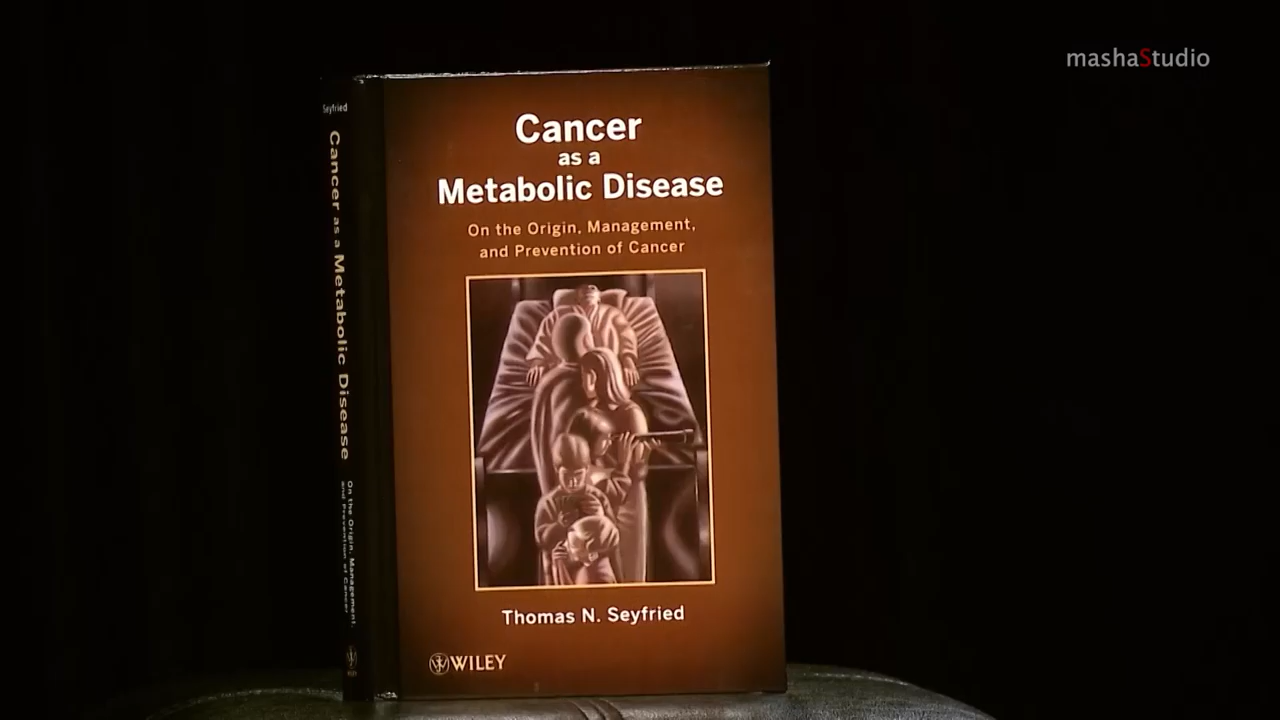 mashaStudio
Seyfried
Cancer as a Metabolic Disease
On the Origin, Management,
and Prevention of Cancer
Cancer
as a
Metabolic Disease
On the Origin, Management,
and Prevention of Cancer
Thomas N. Seyfried
WILEY